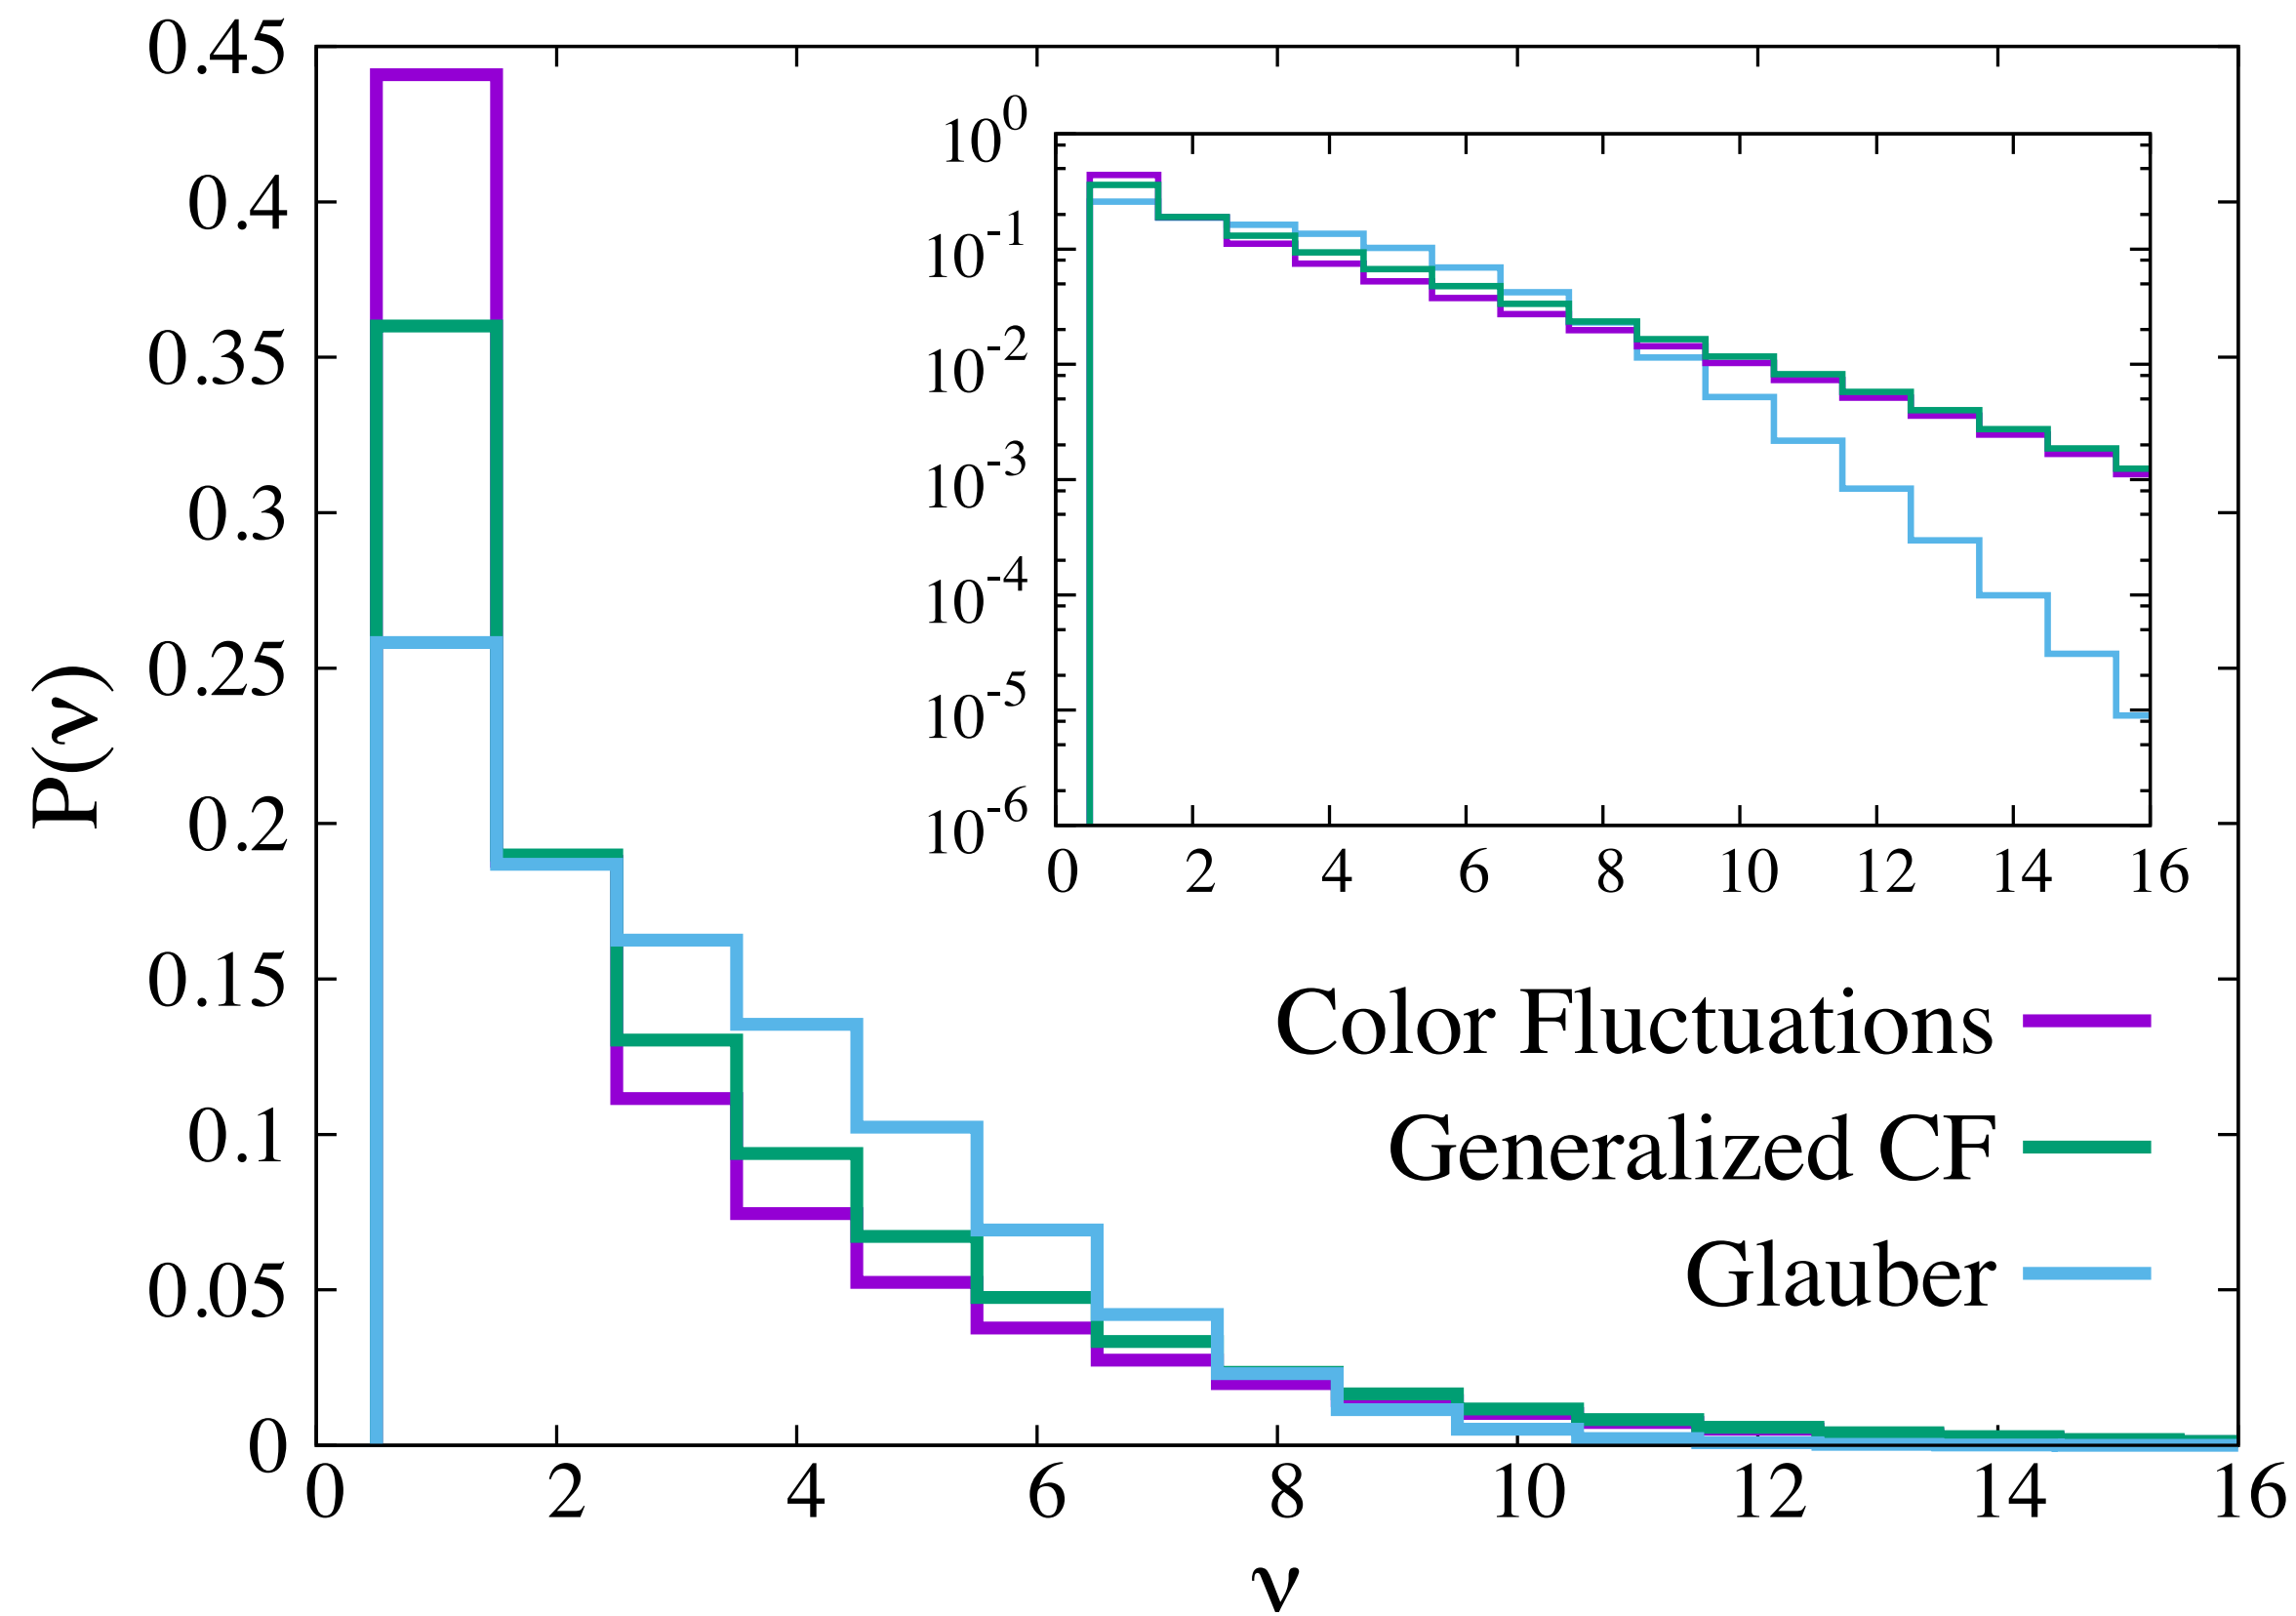 0.45
0.4
0.35
0.3
0.25
0.2
0.15
0.1
0.05
0
P(ν)
10^0
10^-1
10^-2
10^-3
10^-4
10^-5
10^-6
0 2 4 6 8 10 12 14 16
Color Fluctuations
Generalized CF
Glauber
0 2 4 6 8 10 12 14 16
ν